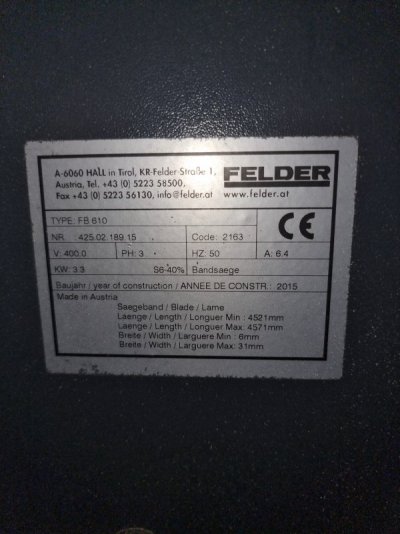 A-6060 HALL in Tirol, KR-Felder-Straße 1,
Austria, Tel. +43 (0) 5223 58500,
Fax +43 (0) 5223 56130, info@felder.at
FELDER
www.felder.at
TYPE: FB 610
NR. 425.02.189.15 Code: 2163
CE
V: 400.0 PH: 3 HZ: 50 A: 6.4
KW: 3.3 S6-40% Bandsaege
Baujahr / year of construction / ANNEE DE CONSTR.: 2015
Made in Austria
Saegeband / Blade / Lame
Laenge / Length / Longuer Min : 4521mm
Laenge / Length / Longuer Max: 4571mm
Breite / Width / Larguere Min : 6mm
Breite / Width / Larguere Max: 31mm